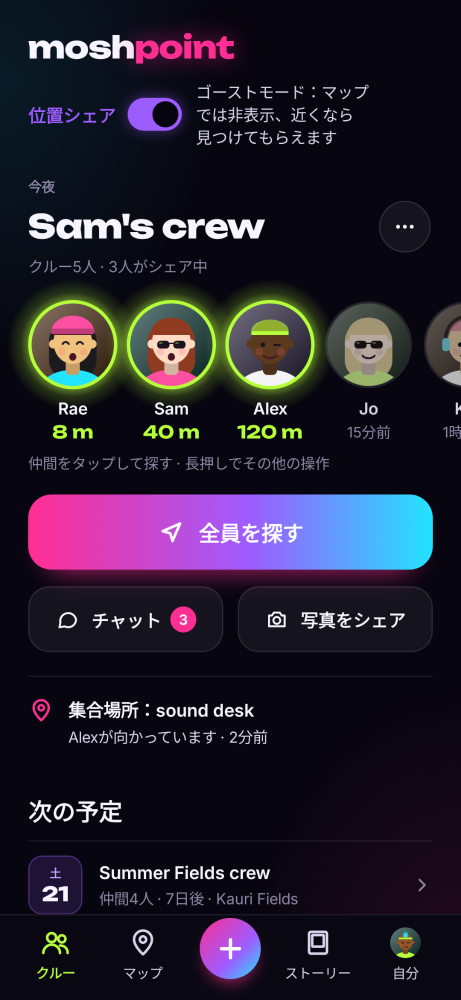 moshpoint
位置シェア
ゴーストモード：マップ
では非表示、近くなら
見つけてもらえます
今夜
Sam's crew
クルー5人 · 3人がシェア中
Rae
Sam
Alex
Jo
K
8 m
40 m
120 m
15分前
1時
仲間をタップして探す · 長押しでその他の操作
全員を探す
チャット
3
写真をシェア
集合場所：sound desk
Alexが向かっています · 2分前
次の予定
土
21
Summer Fields crew
仲間4人 · 7日後 · Kauri Fields
クルー
マップ
ストーリー
自分